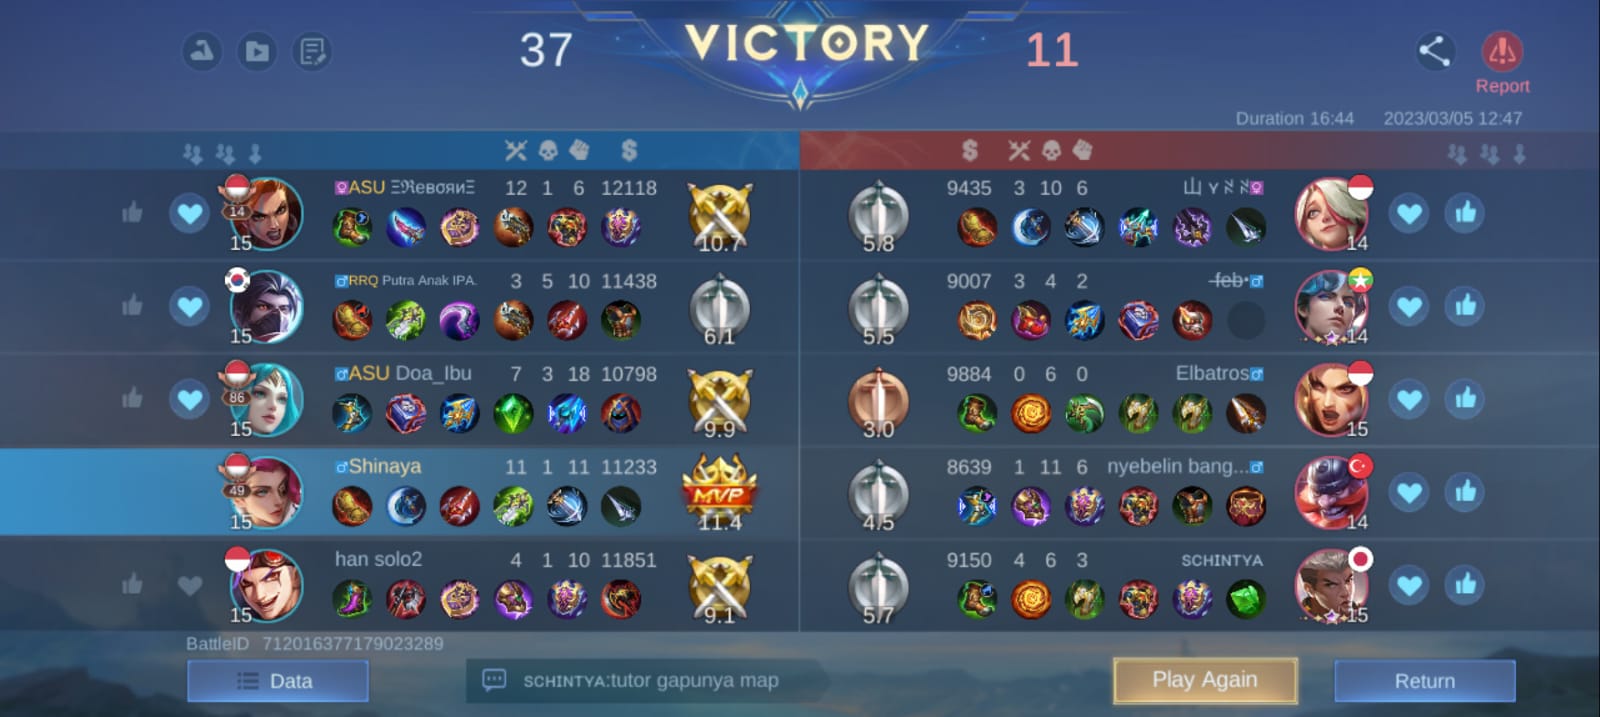 37 VICTORY 11
Report
Duration 16:44 2023/03/05 12:47
14 15 ASU ΞℜевσяиΞ 12 1 6 12118 10.7
5.8 9435 3 10 6 Ш Y ℵ ℵ 14
15 RRQ Putra Anak IPA. 3 5 10 11438 6.1
5.5 9007 3 4 2 feb• 14
86 15 ASU Doa_Ibu 7 3 18 10798 9.9
3.0 9884 0 6 0 Elbatros 15
49 15 Shinaya 11 1 11 11233 MVP 11.4
4.5 8639 1 11 6 nyebelin bang... 14
15 han solo2 4 1 10 11851 9.1
5.7 9150 4 6 3 sᴄʜɪɴᴛʏᴀ 15
BattleID 712016377179023289
Data
sᴄʜɪɴᴛʏᴀ:tutor gapunya map
Play Again
Return